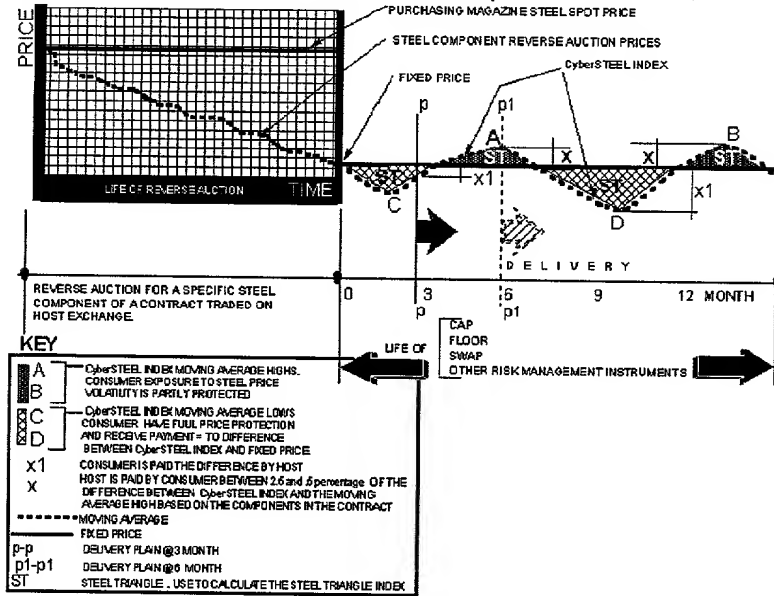 PURCHASING MAGAZINE STEEL SPOT PRICE
PRICE
STEEL COMPONENT REVERSE AUCTION PRICES
CyberSTEEL INDEX
FIXED PRICE
p
p1
A
B
ST
ST
x
x
ST
ST
x1
x1
C
D
LIFE OF REVERSE AUCTION
TIME
DELIVERY
REVERSE AUCTION FOR A SPECIFIC STEEL
COMPONENT OF A CONTRACT TRADED ON
HOST EXCHANGE.
0 3 6 9 12 MONTH
p p1
LIFE OF
CAP
FLOOR
SWAP
OTHER RISK MANAGEMENT INSTRUMENTS
KEY
A
B
CyberSTEEL INDEX MOVING AVERAGE HIGHS.
CONSUMER EXPOSURE TO STEEL PRICE
VOLATILITY IS PARTLY PROTECTED
C
D
CyberSTEEL INDEX MOVING AVERAGE LOWS
CONSUMER HAVE FULL PRICE PROTECTION
AND RECEIVE PAYMENT = TO DIFFERENCE
BETWEEN CyberSTEEL INDEX AND FIXED PRICE.
x1 CONSUMER IS PAID THE DIFFERENCE BY HOST
x HOST IS PAID BY CONSUMER BETWEEN 2.5 and .5 percentage OF THE
DIFFERENCE BETWEEN CyberSTEEL INDEX AND THE MOVING
AVERAGE HIGH BASED ON THE COMPONENTS IN THE CONTRACT
MOVING AVERAGE
FIXED PRICE
p-p DELIVERY PLAIN @ 3 MONTH
p1-p1 DELIVERY PLAIN @ 6 MONTH
ST STEEL TRIANGLE . USE TO CALCULATE THE STEEL TRIANGLE INDEX